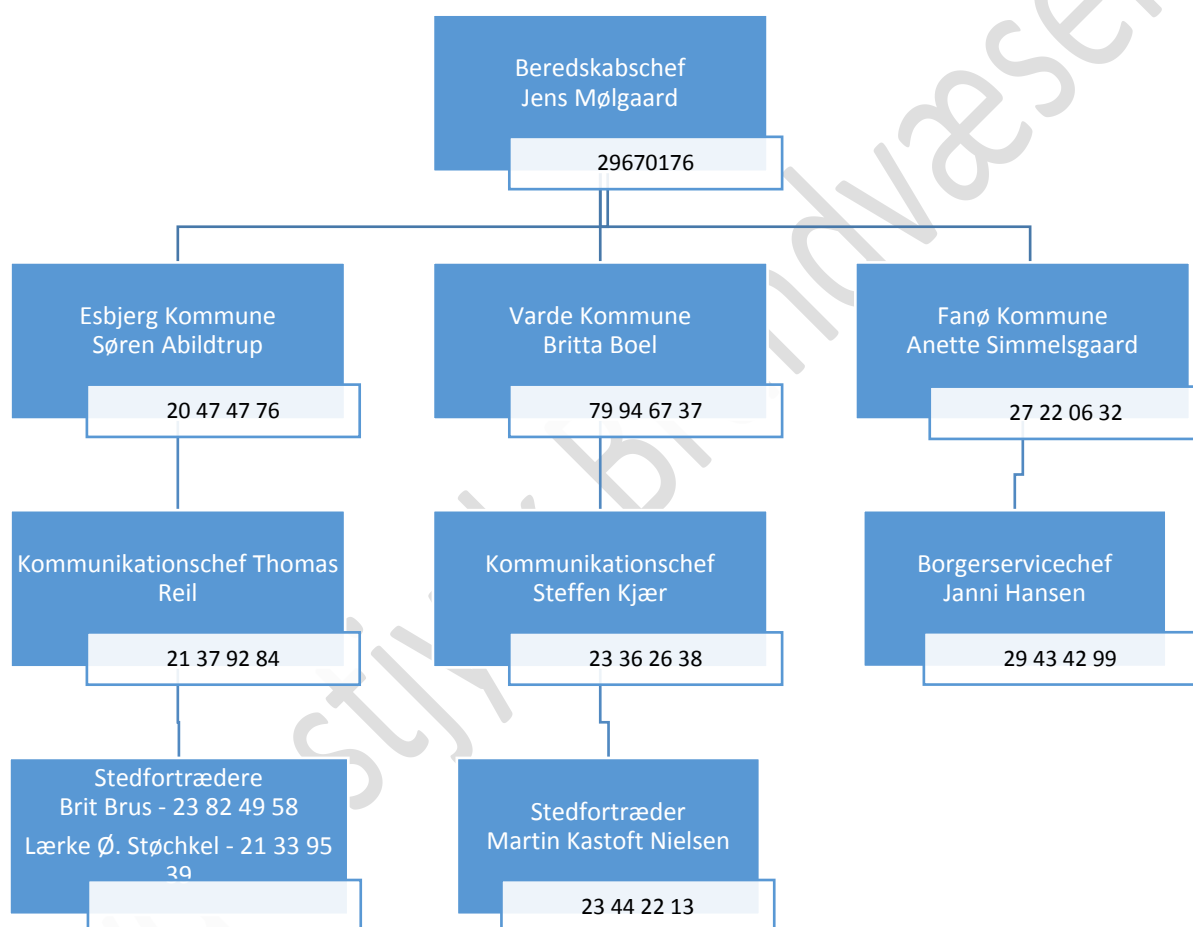 Beredskabschef
Jens Mølgaard
29670176
Esbjerg Kommune
Søren Abildtrup
20 47 47 76
Varde Kommune
Britta Boel
79 94 67 37
Fanø Kommune
Anette Simmelsgaard
27 22 06 32
Kommunikationschef Thomas
Reil
21 37 92 84
Kommunikationschef
Steffen Kjær
23 36 26 38
Borgerservicechef
Janni Hansen
29 43 42 99
Stedfortrædere
Brit Brus - 23 82 49 58
Lærke Ø. Støchkel - 21 33 95
39
Stedfortræder
Martin Kastoft Nielsen
23 44 22 13